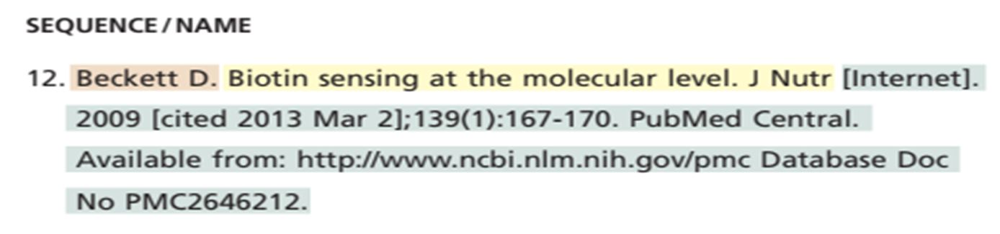 SEQUENCE/NAME
12. Beckett D. Biotin sensing at the molecular level. J Nutr [Internet].
2009 [cited 2013 Mar 2];139(1):167-170. PubMed Central.
Available from: http://www.ncbi.nlm.nih.gov/pmc Database Doc
No PMC2646212.